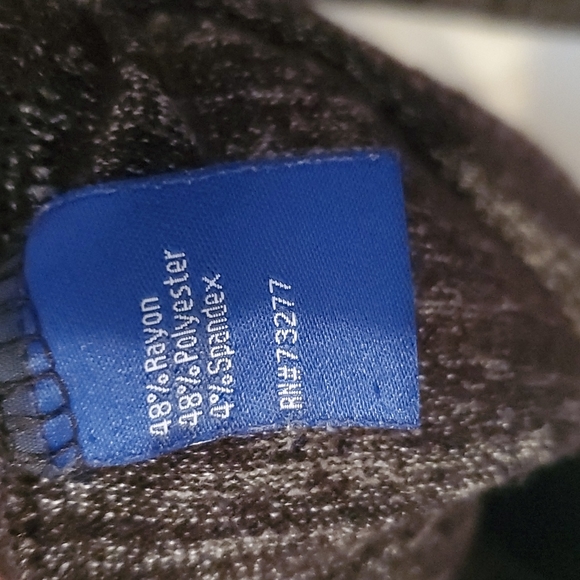 48% Rayon
48% Polyester
4% Spandex
RN# 73277